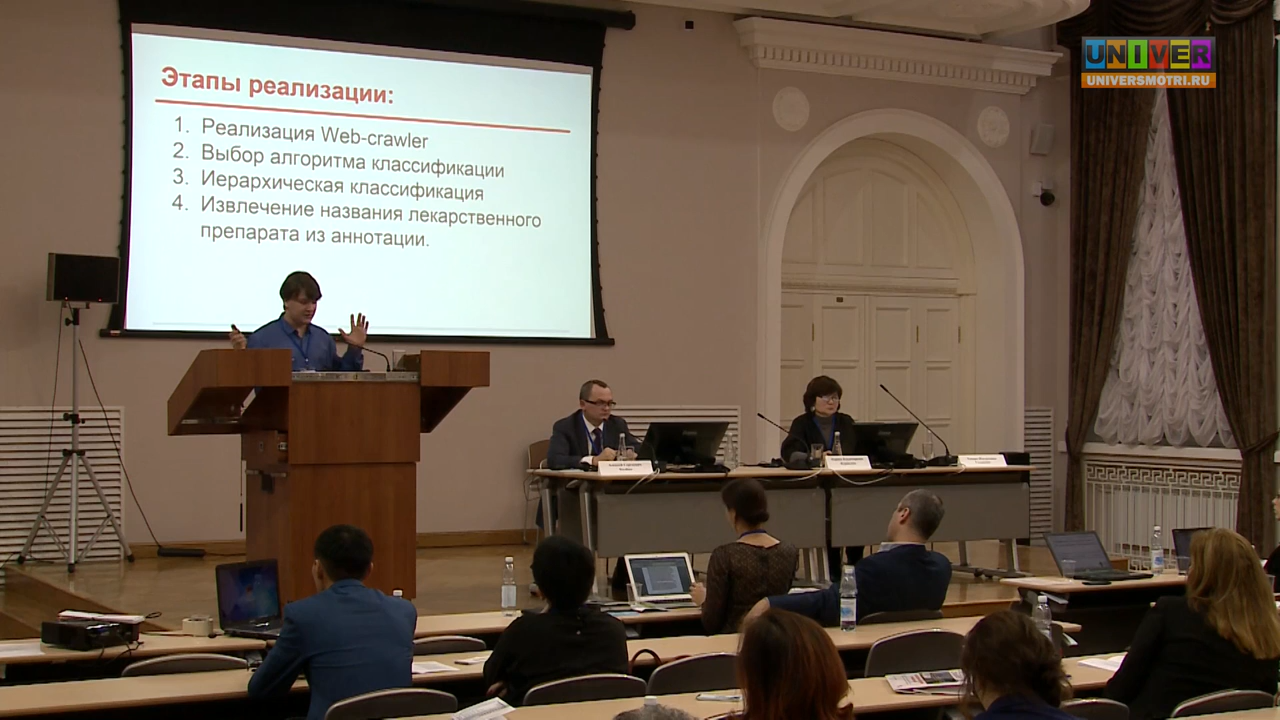 UNIVER
UNIVERSMOTRI.RU
Этапы реализации:
1. Реализация Web-crawler
2. Выбор алгоритма классификации
3. Иерархическая классификация
4. Извлечение названия лекарственного
препарата из аннотации.